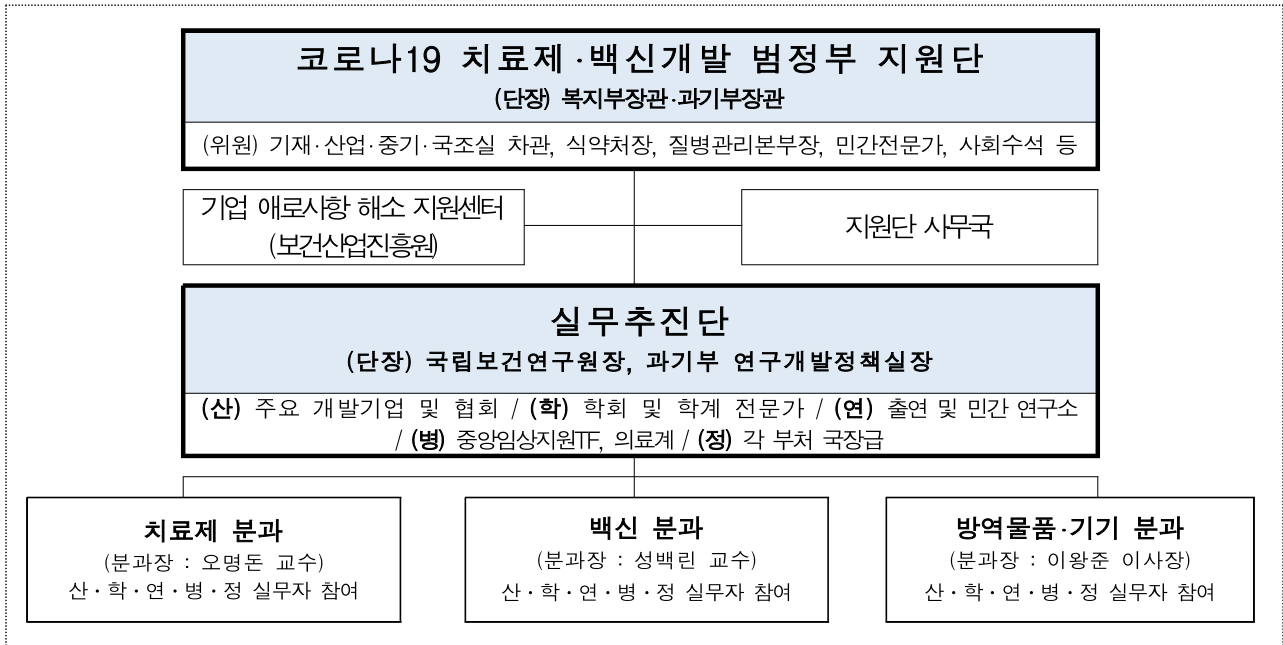 코로나19 치료제·백신개발 범정부 지원단
(단장) 복지부장관·과기부장관
(위원) 기재·산업·중기·국조실 차관, 식약처장, 질병관리본부장, 민간전문가, 사회수석 등
기업 애로사항 해소 지원센터
(보건산업진흥원)
지원단 사무국
실무추진단
(단장) 국립보건연구원장, 과기부 연구개발정책실장
(산) 주요 개발기업 및 협회 / (학) 학회 및 학계 전문가 / (연) 출연 및 민간 연구소
/ (병) 중앙임상지원TF, 의료계 / (정) 각 부처 국장급
치료제 분과
(분과장 : 오명돈 교수)
산·학·연·병·정 실무자 참여
백신 분과
(분과장 : 성백린 교수)
산·학·연·병·정 실무자 참여
방역물품·기기 분과
(분과장 : 이왕준 이사장)
산·학·연·병·정 실무자 참여